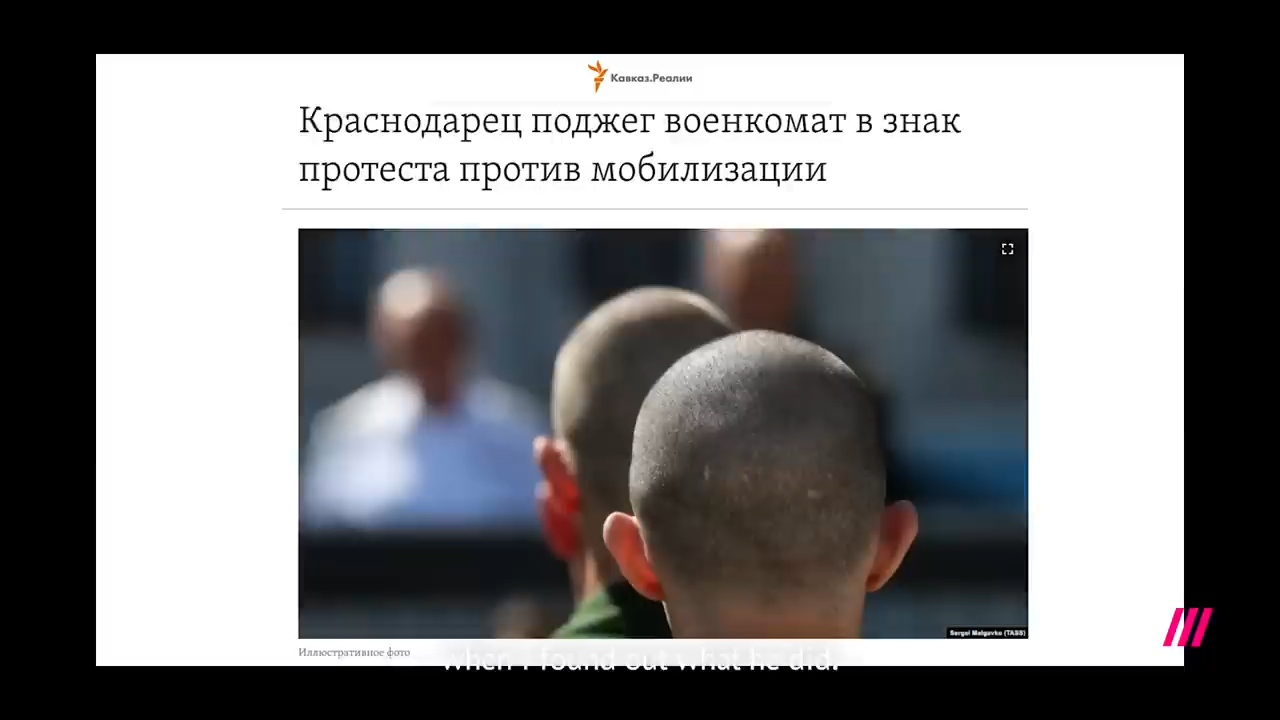 Кавказ.Реалии
Краснодарец поджег военкомат в знак
протеста против мобилизации
Sergei Malgavko (TASS)
Иллюстративное фото
when I found out what he did.